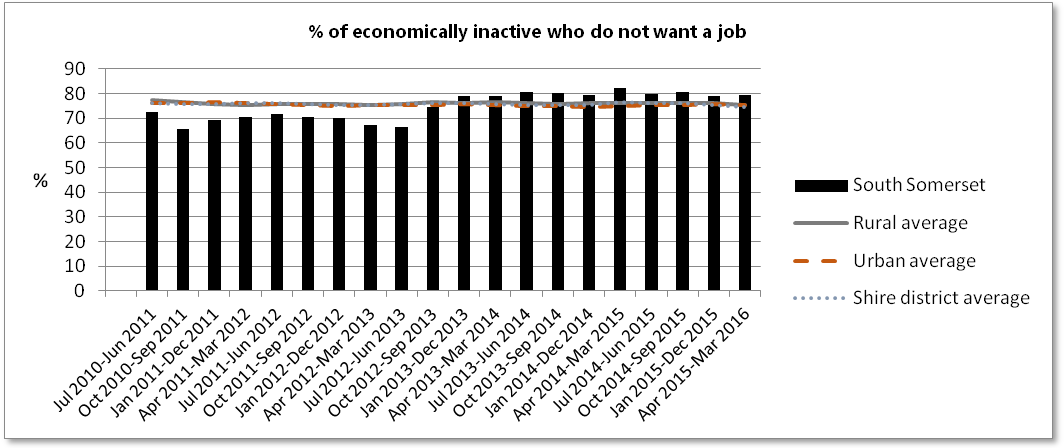 % of economically inactive who do not want a job
90
80
70
60
50
40
30
20
10
0
%
Jul 2010-Jun 2011
Oct 2010-Sep 2011
Jan 2011-Dec 2011
Apr 2011-Mar 2012
Jul 2011-Jun 2012
Oct 2011-Sep 2012
Jan 2012-Dec 2012
Apr 2012-Mar 2013
Jul 2012-Jun 2013
Oct 2012-Sep 2013
Jan 2013-Dec 2013
Apr 2013-Mar 2014
Jul 2013-Jun 2014
Oct 2013-Sep 2014
Jan 2014-Dec 2014
Apr 2014-Mar 2015
Jul 2014-Jun 2015
Oct 2014-Sep 2015
Jan 2015-Dec 2015
Apr 2015-Mar 2016
South Somerset
Rural average
Urban average
Shire district average